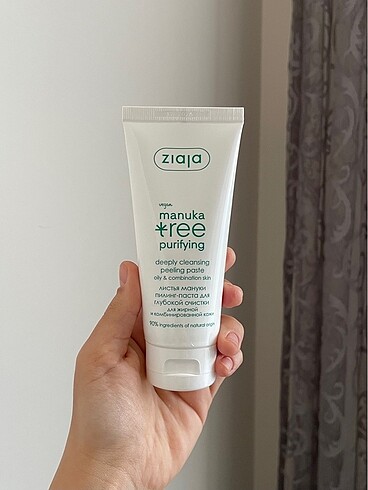 ziaja
vegan
manuka
tree
purifying
deeply cleansing
peeling paste
oily & combination skin
листья мануки
пилинг-паста для
глубокой очистки
для жирной
и комбинированной кожи
90% ingredients of natural origin